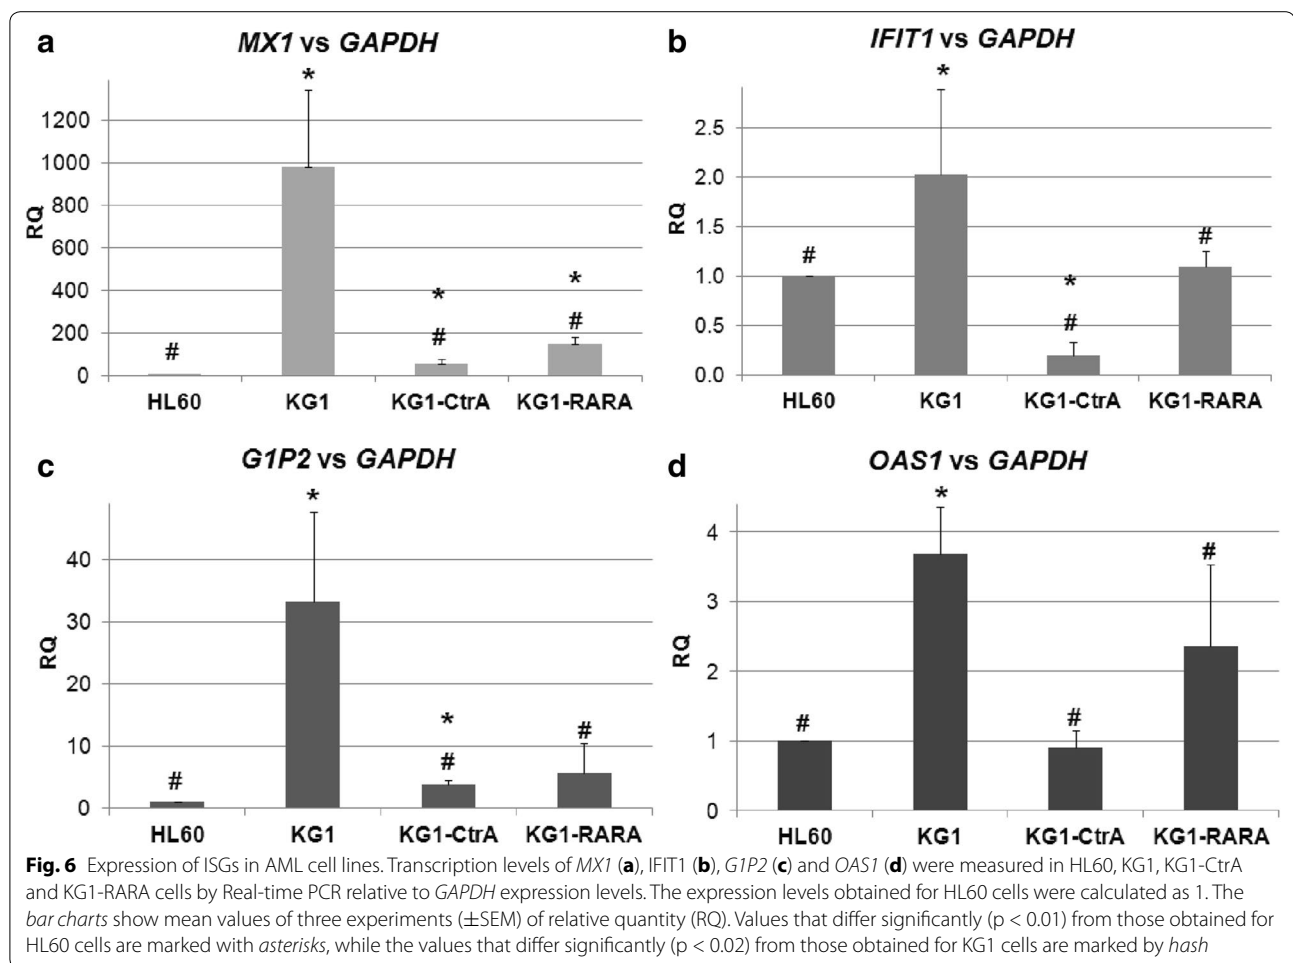 a
MX1 vs GAPDH
RQ
1200
1000
800
600
400
200
0
#
*
*
#
*
#
HL60 KG1 KG1-CtrA KG1-RARA
b
IFIT1 vs GAPDH
RQ
2.5
2.0
1.5
1.0
0.5
0.0
#
*
*
#
#
HL60 KG1 KG1-CtrA KG1-RARA
c
G1P2 vs GAPDH
RQ
40
30
20
10
0
#
*
*
#
#
HL60 KG1 KG1-CtrA KG1-RARA
d
OAS1 vs GAPDH
RQ
4
3
2
1
0
#
*
#
#
HL60 KG1 KG1-CtrA KG1-RARA
Fig. 6 Expression of ISGs in AML cell lines. Transcription levels of MX1 (a), IFIT1 (b), G1P2 (c) and OAS1 (d) were measured in HL60, KG1, KG1-CtrA
and KG1-RARA cells by Real-time PCR relative to GAPDH expression levels. The expression levels obtained for HL60 cells were calculated as 1. The
bar charts show mean values of three experiments (±SEM) of relative quantity (RQ). Values that differ significantly (p < 0.01) from those obtained for
HL60 cells are marked with asterisks, while the values that differ significantly (p < 0.02) from those obtained for KG1 cells are marked by hash